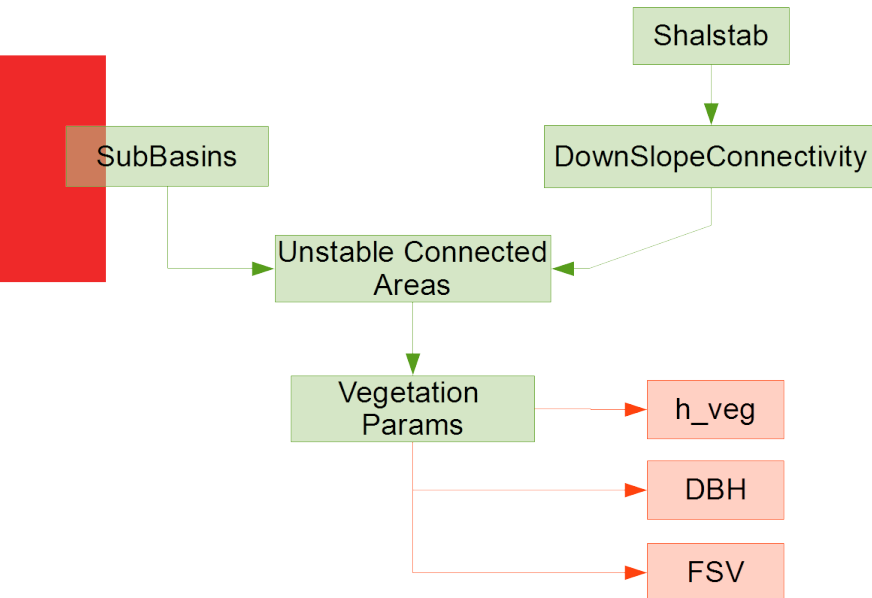 Shalstab
SubBasins
DownSlopeConnectivity
Unstable Connected
Areas
Vegetation
Params
h_veg
DBH
FSV